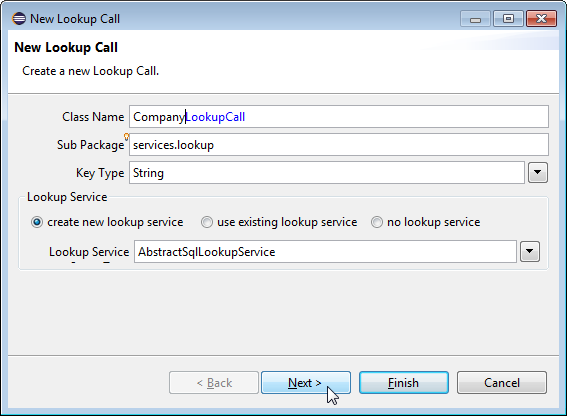 New Lookup Call
New Lookup Call
Create a new Lookup Call.
Class Name CompanyLookupCall
Sub Package services.lookup
Key Type String
Lookup Service
create new lookup service use existing lookup service no lookup service
Lookup Service AbstractSqlLookupService
< Back Next > Finish Cancel